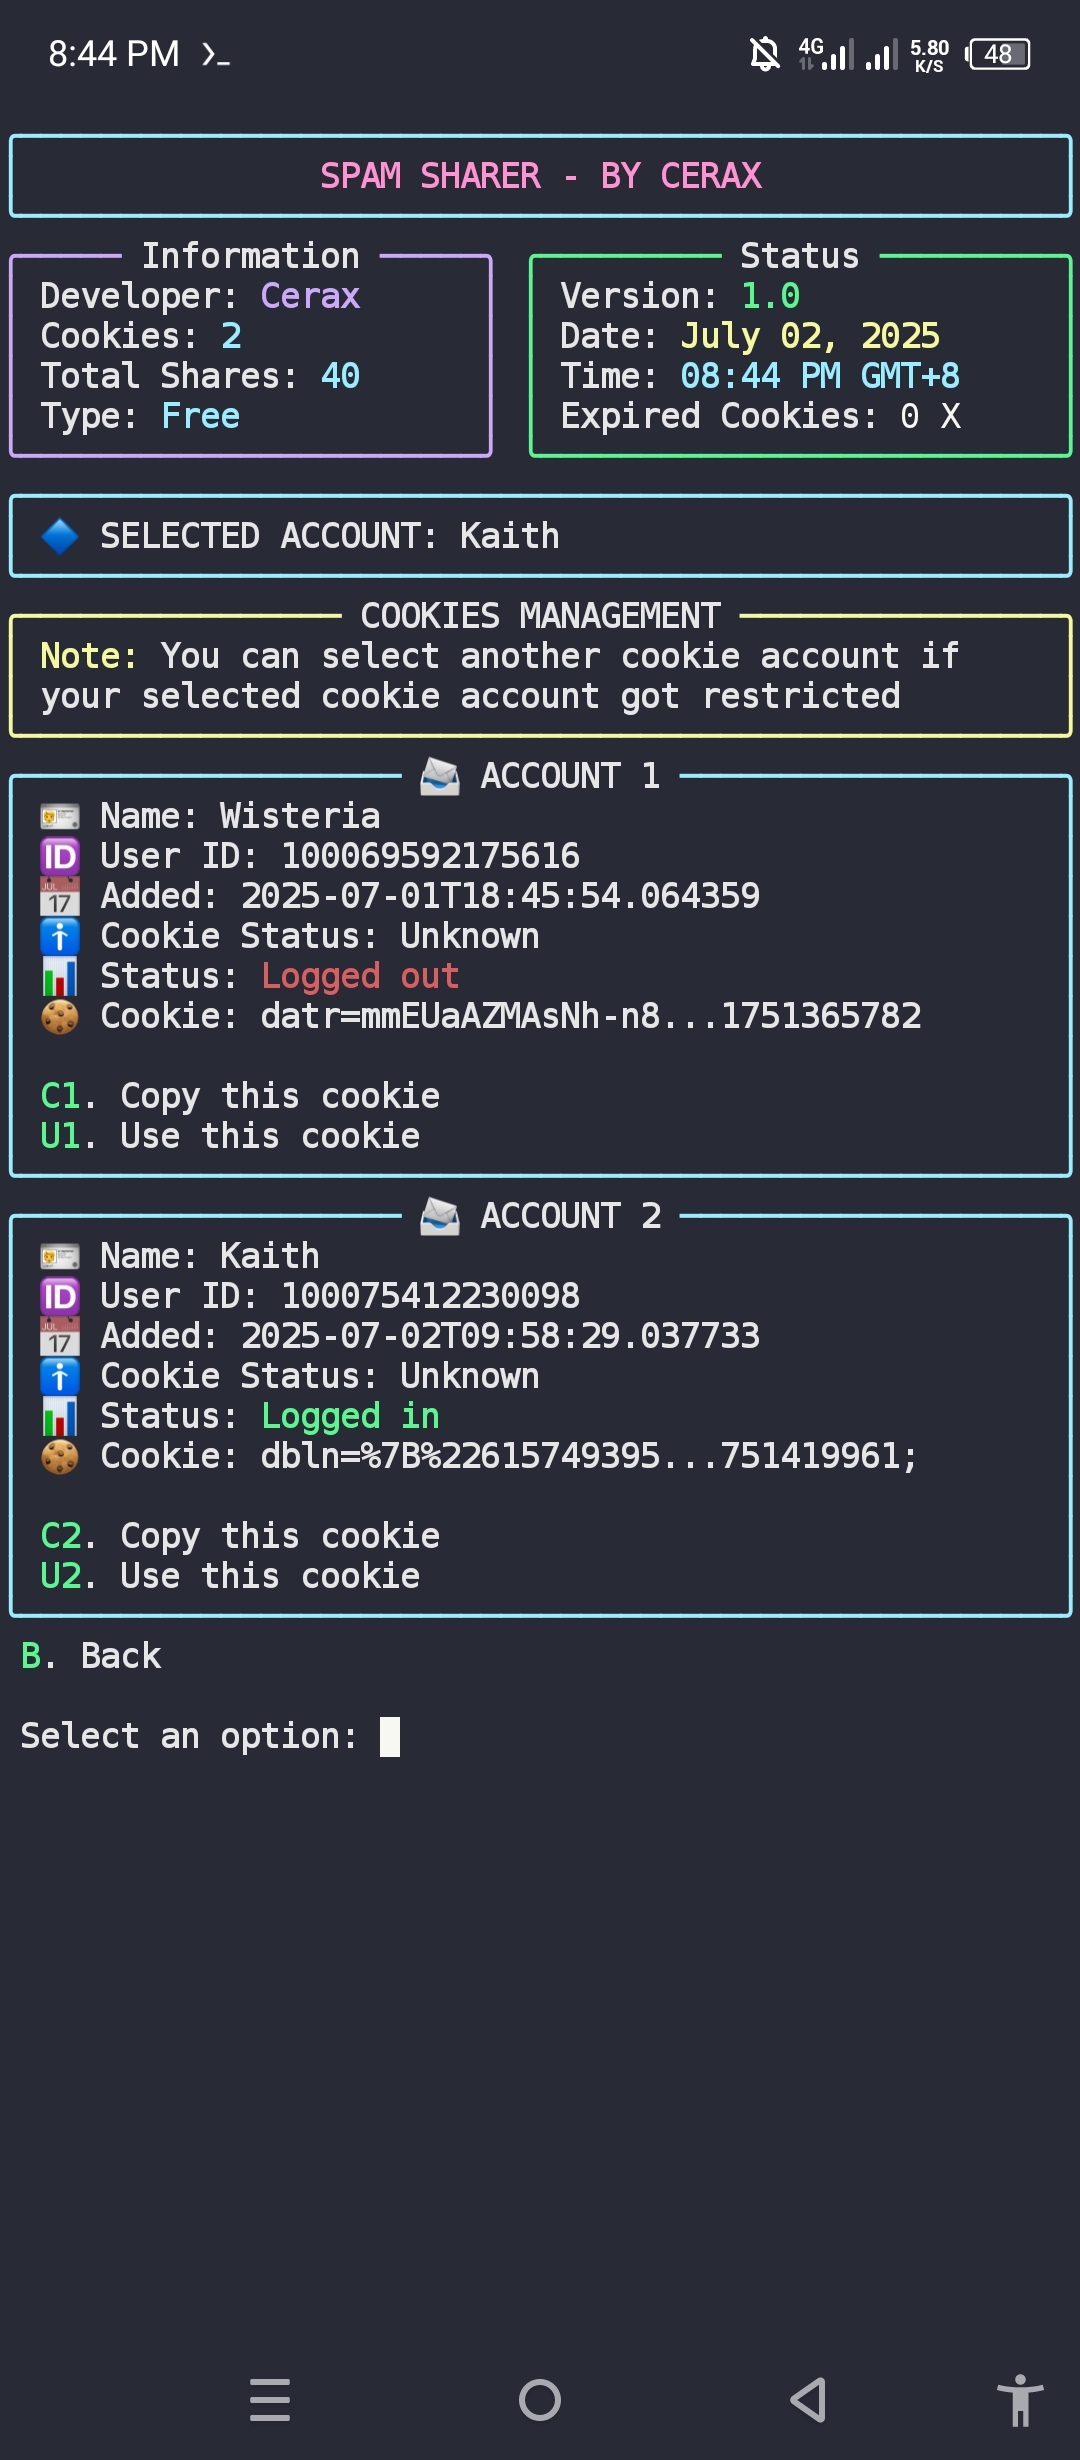 8:44 PM
4G
5.80 K/S
48
SPAM SHARER - BY CERAX
Information
Developer: Cerax
Cookies: 2
Total Shares: 40
Type: Free
Status
Version: 1.0
Date: July 02, 2025
Time: 08:44 PM GMT+8
Expired Cookies: 0 X
SELECTED ACCOUNT: Kaith
COOKIES MANAGEMENT
Note: You can select another cookie account if
your selected cookie account got restricted
ACCOUNT 1
Name: Wisteria
ID User ID: 100069592175616
JUL 17 Added: 2025-07-01T18:45:54.064359
Cookie Status: Unknown
Status: Logged out
Cookie: datr=mmEUaAZMAsNh-n8...1751365782
C1. Copy this cookie
U1. Use this cookie
ACCOUNT 2
Name: Kaith
ID User ID: 100075412230098
JUL 17 Added: 2025-07-02T09:58:29.037733
Cookie Status: Unknown
Status: Logged in
Cookie: dbln=%7B%22615749395...751419961;
C2. Copy this cookie
U2. Use this cookie
B. Back
Select an option: